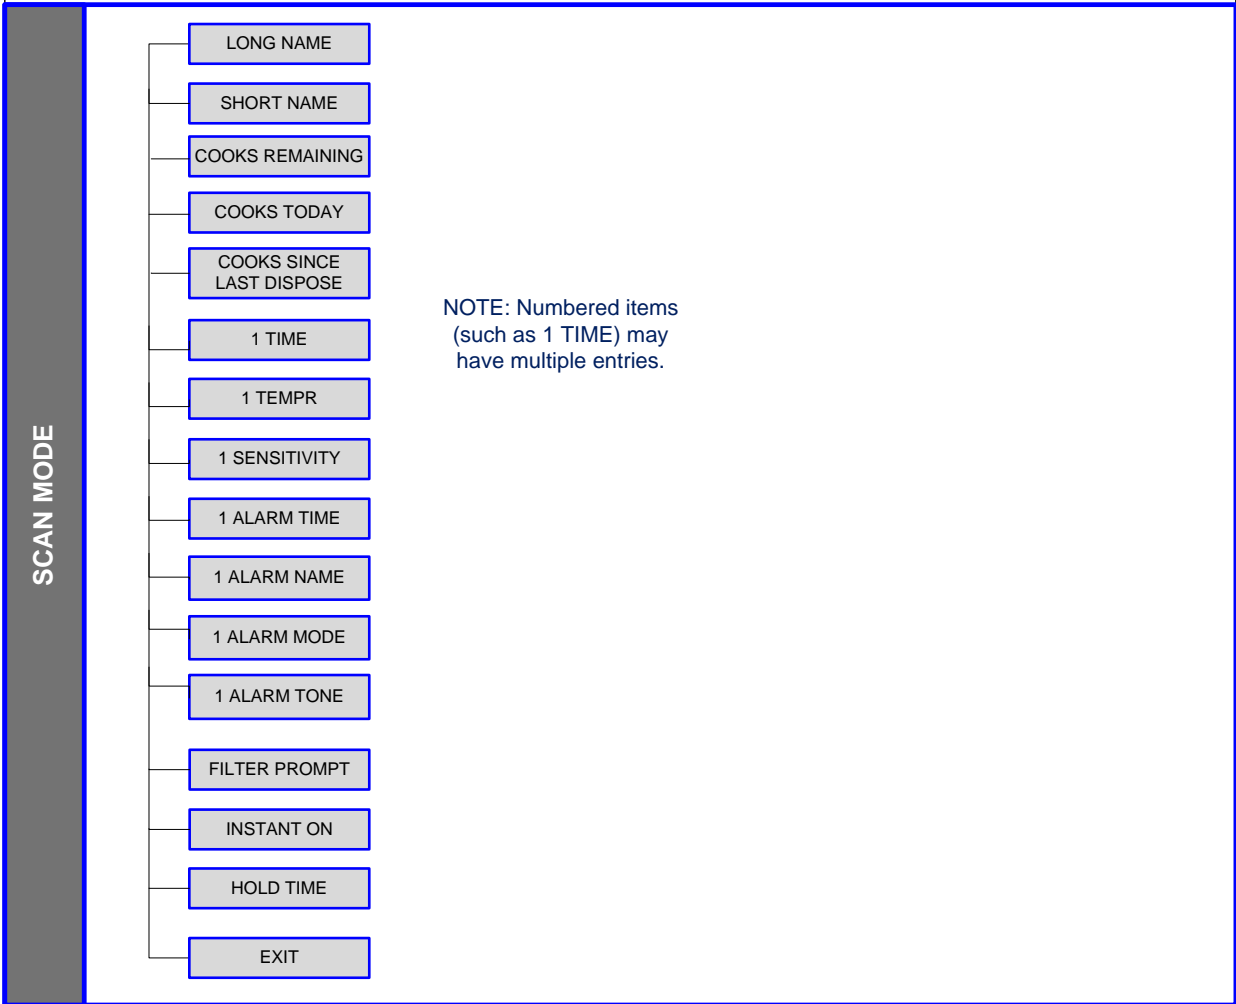 SCAN MODE
LONG NAME
SHORT NAME
COOKS REMAINING
COOKS TODAY
COOKS SINCE
LAST DISPOSE
1 TIME
1 TEMPR
1 SENSITIVITY
1 ALARM TIME
1 ALARM NAME
1 ALARM MODE
1 ALARM TONE
FILTER PROMPT
INSTANT ON
HOLD TIME
EXIT
NOTE: Numbered items
(such as 1 TIME) may
have multiple entries.